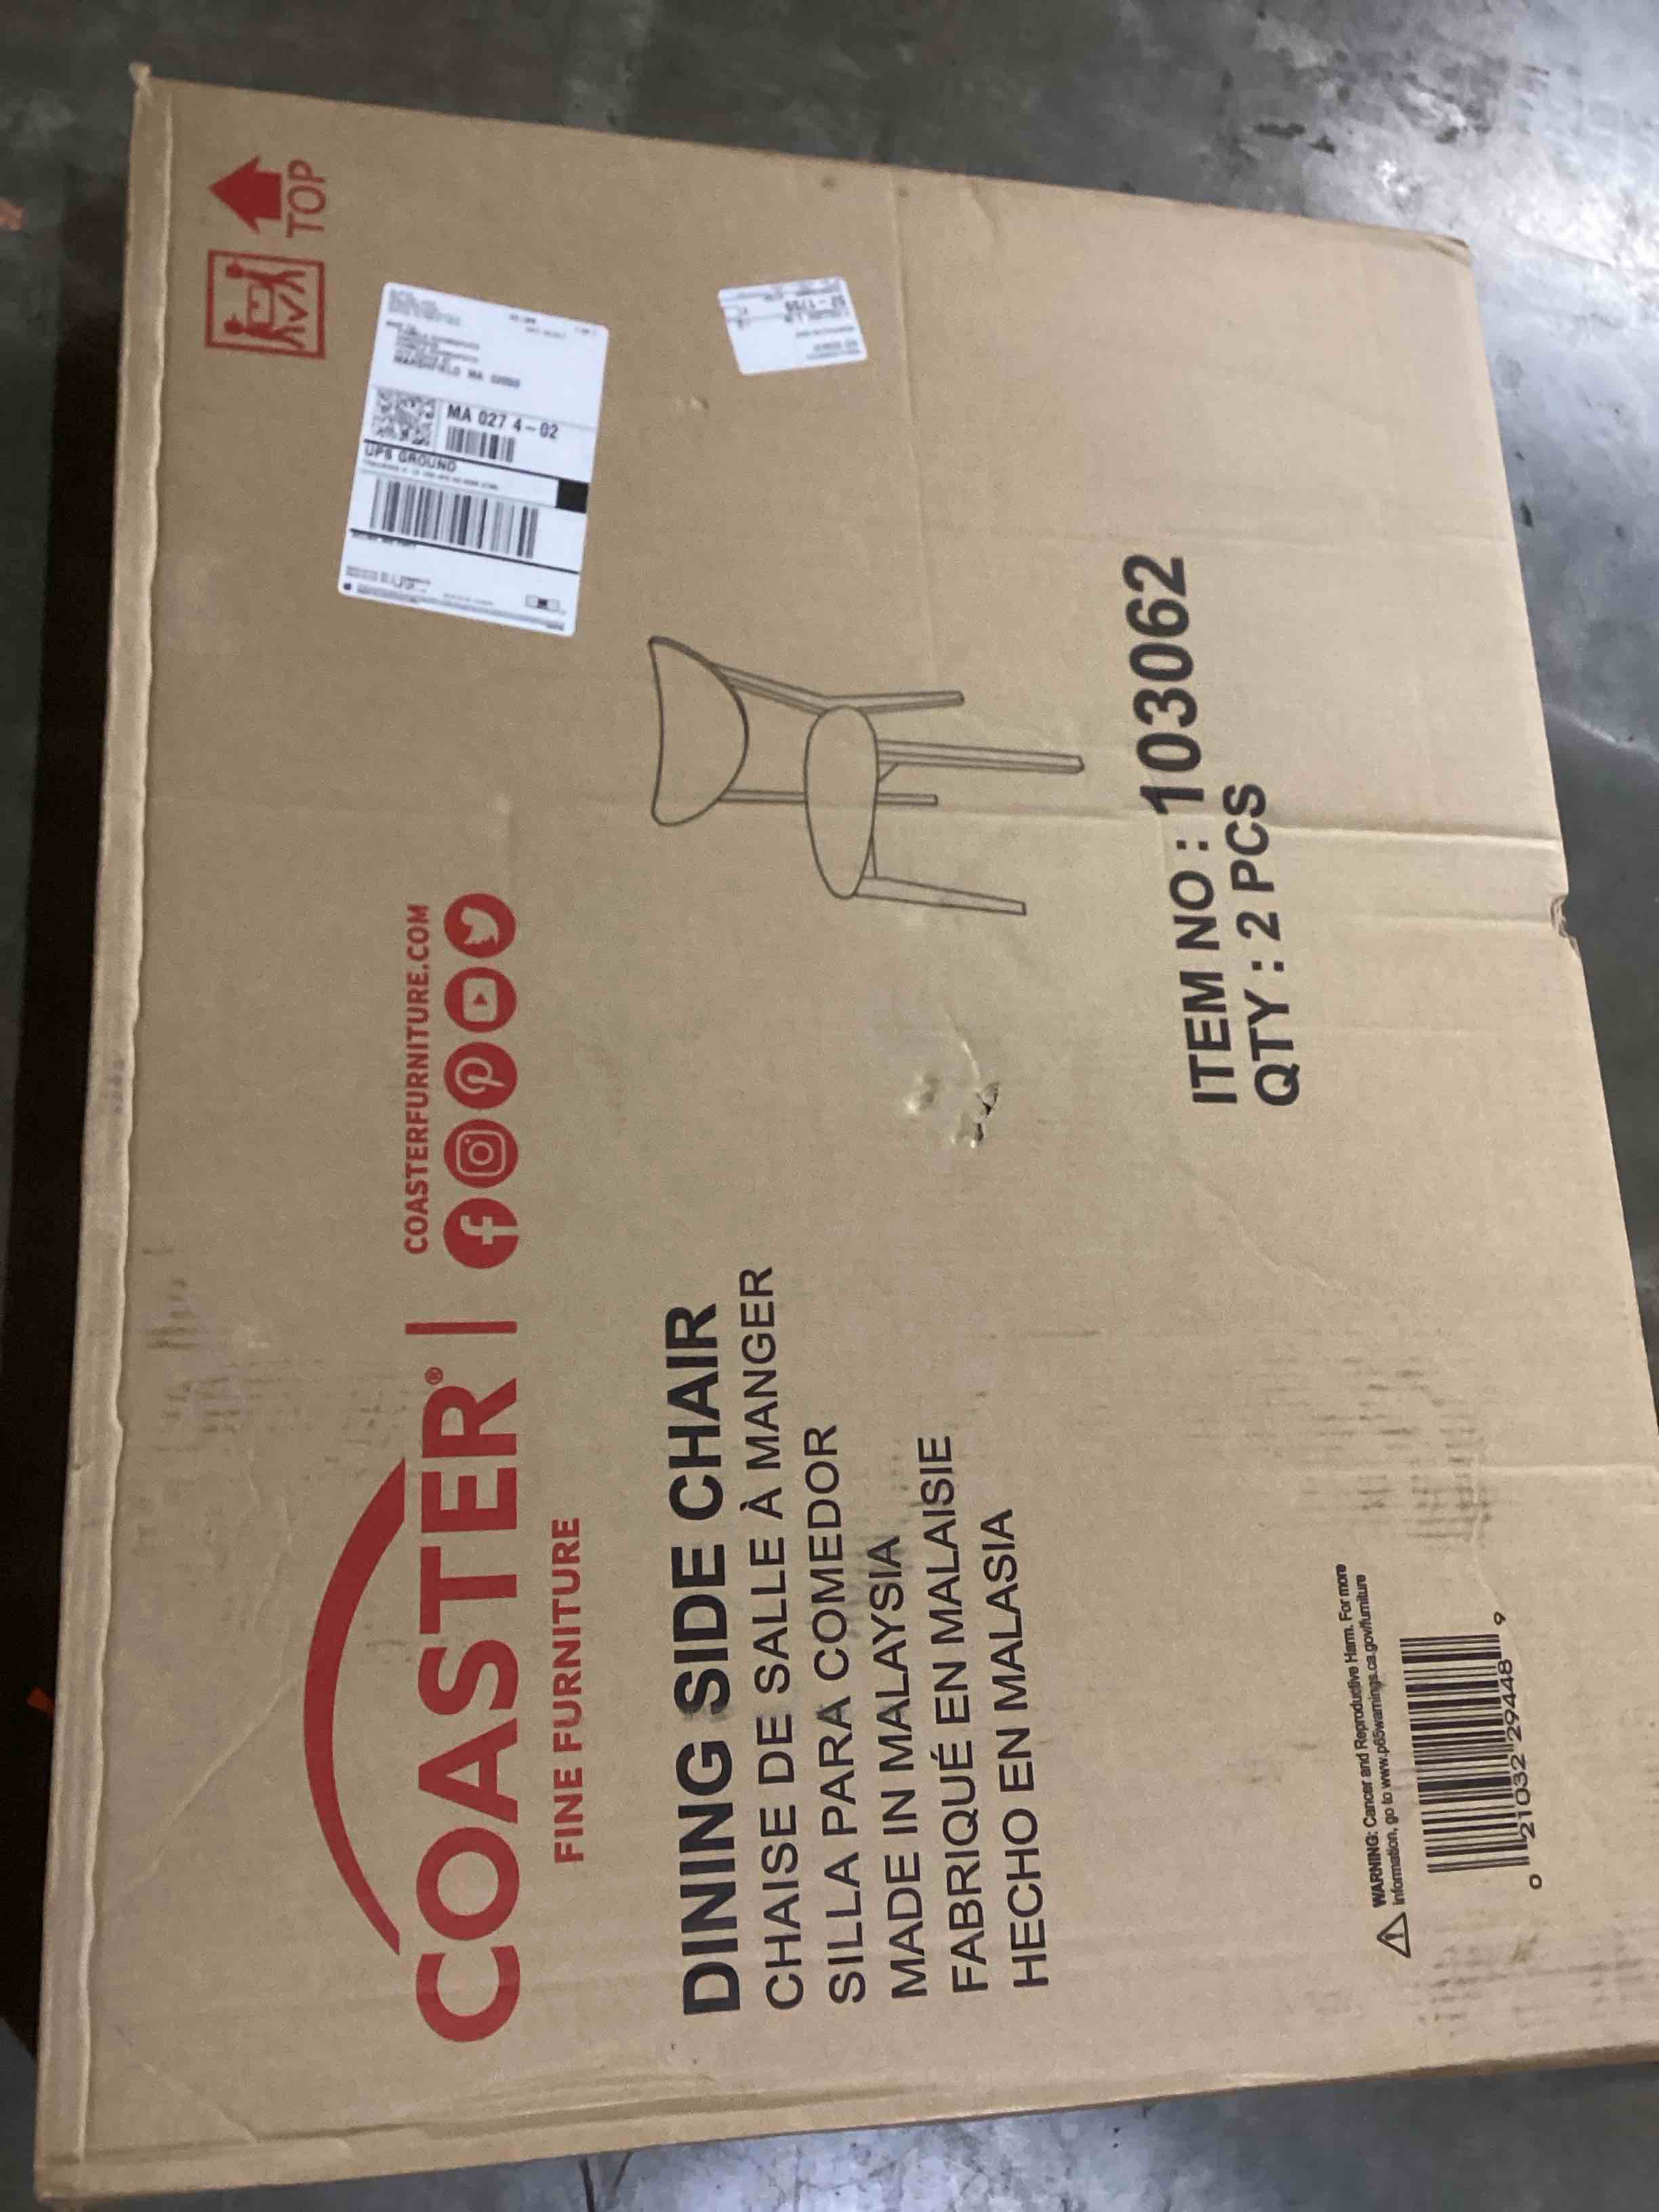 COASTER®
FINE FURNITURE
COASTERFURNITURE.COM
TOP
DINING SIDE CHAIR
CHAISE DE SALLE À MANGER
SILLA PARA COMEDOR
MADE IN MALAYSIA
FABRIQUÉ EN MALAISIE
HECHO EN MALASIA
MARSHFIELD MA
MA 027 4-02
UPS GROUND
ITEM NO : 103062
QTY : 2 PCS
WARNING: Cancer and Reproductive Harm. For more
information, go to www.p65warnings.ca.gov/furniture
0 21032 29448 9